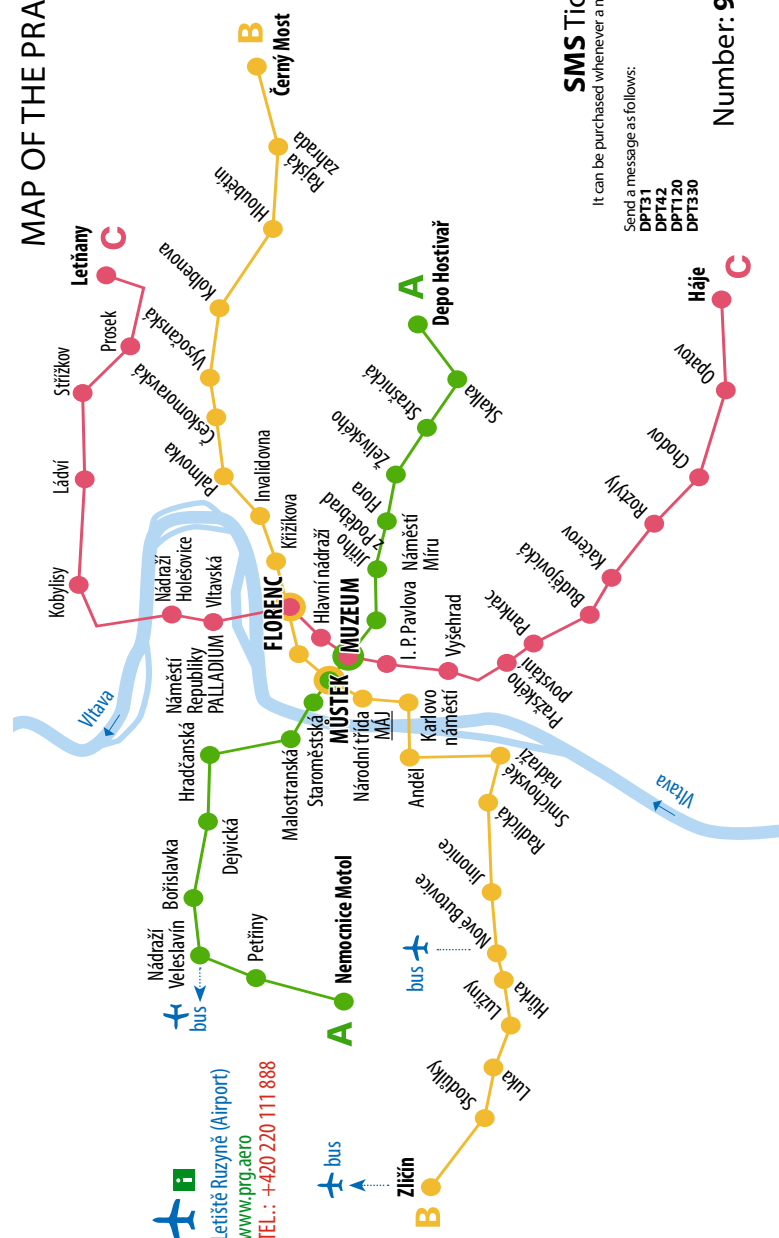 MAP OF THE PRA
B
Černý Most
Rajská
zahrada
Hloubětín
Kolbenova
Vysočanská
Českomoravská
Palmovka
Invalidovna
Křižíkova
FLORENC
Náměstí
Republiky
PALLADIUM
MŮSTEK
Národní třída
MÁJ
Karlovo
náměstí
Anděl
Smíchovské
nádraží
Radlická
Jinonice
Nové Butovice
Hůrka
Lužiny
Luka
Stodůlky
Zličín
B
Letňany
C
Prosek
Střížkov
Ládví
Kobylisy
Nádraží
Holešovice
Vltavská
Hlavní nádraží
MUZEUM
I. P. Pavlova
Vyšehrad
Pražského
povstání
Pankrác
Budějovická
Kačerov
Roztyly
Chodov
Opatov
Háje
C
A
Depo Hostivař
Skalka
Strašnická
Želivského
Flora
Jiřího
z Poděbrad
Náměstí
Míru
Staroměstská
Malostranská
Hradčanská
Dejvická
Bořislavka
Nádraží
Veleslavín
Petřiny
Nemocnice Motol
A
Vltava
Vltava
bus
bus
bus
i
Letiště Ruzyně (Airport)
www.prg.aero
TEL.: +420 220 111 888
SMS Tic
It can be purchased whenever a n
Send a message as follows:
DPT31
DPT42
DPT120
DPT330
Number: 9